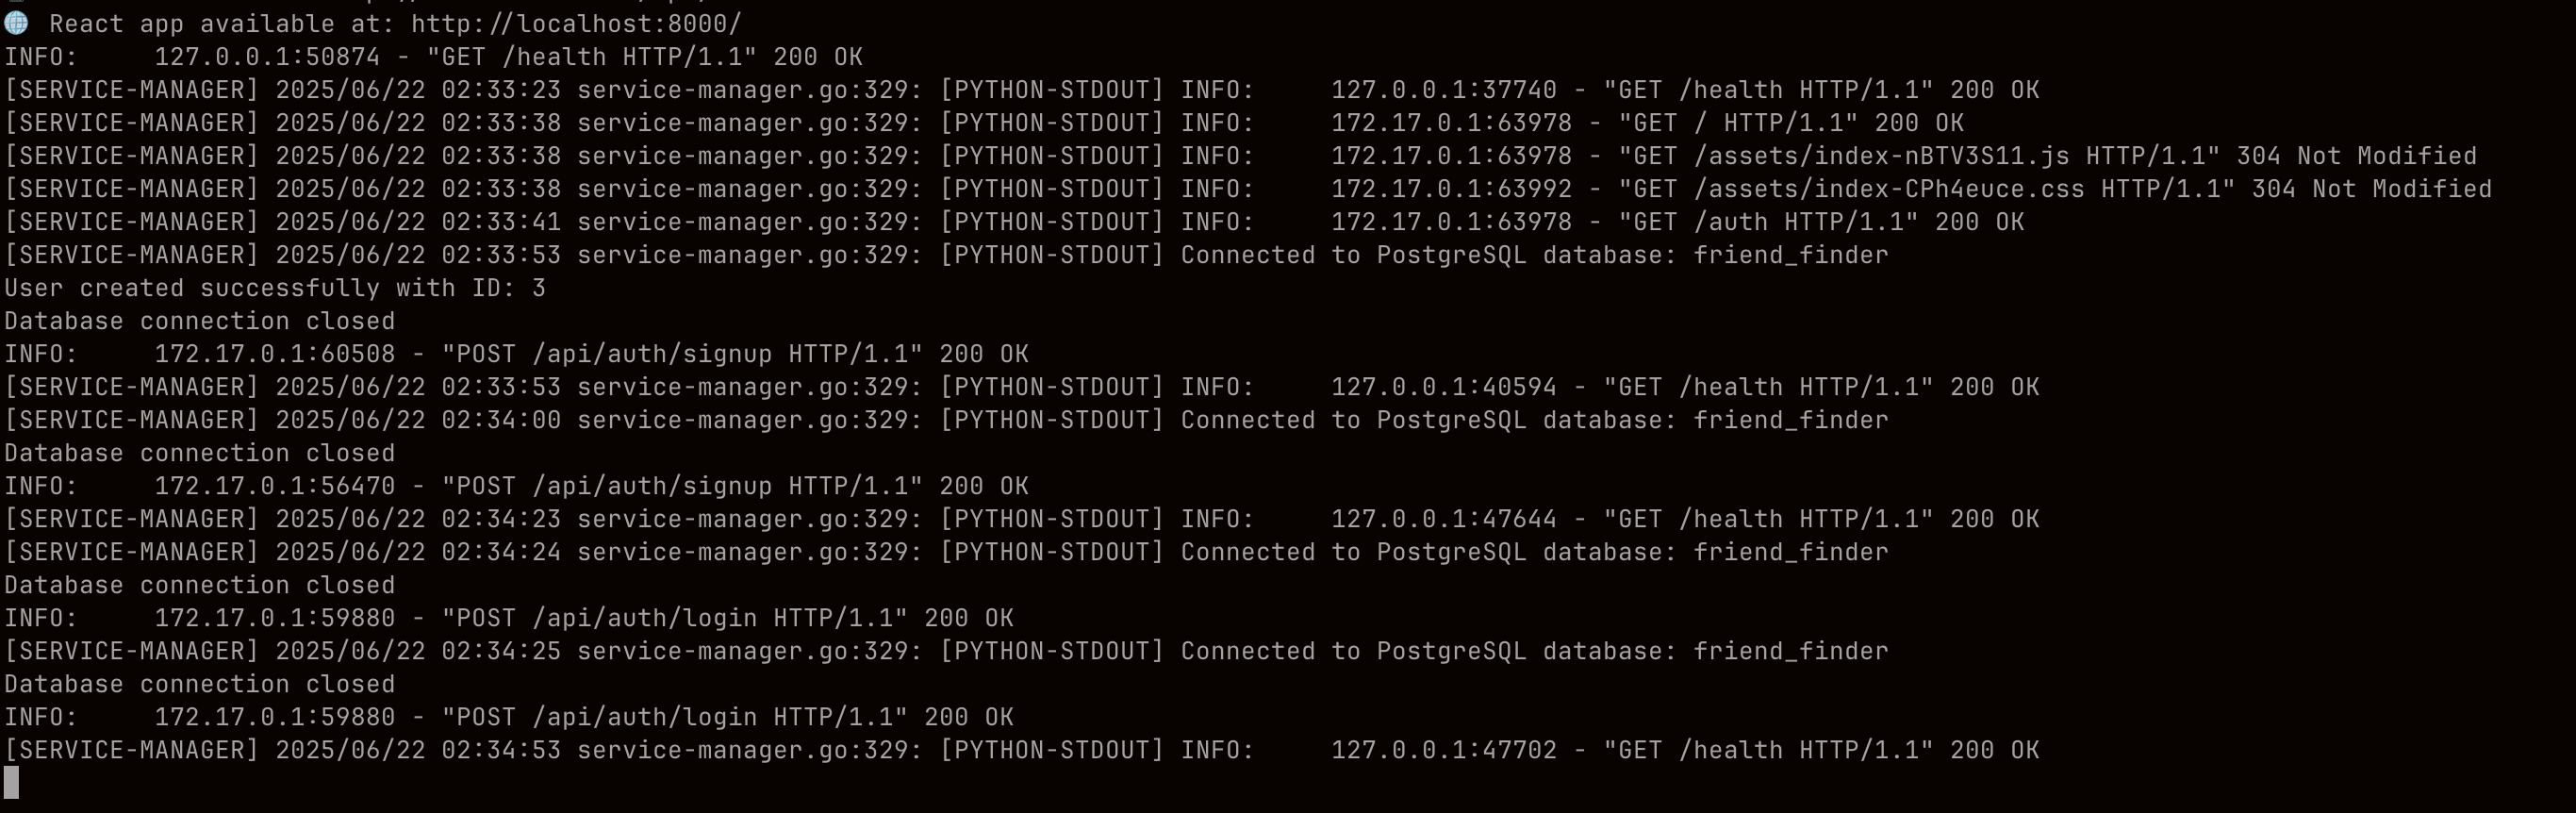 React app available at: http://localhost:8000/
INFO:     127.0.0.1:50874 - "GET /health HTTP/1.1" 200 OK
[SERVICE-MANAGER] 2025/06/22 02:33:23 service-manager.go:329: [PYTHON-STDOUT] INFO:     127.0.0.1:37740 - "GET /health HTTP/1.1" 200 OK
[SERVICE-MANAGER] 2025/06/22 02:33:38 service-manager.go:329: [PYTHON-STDOUT] INFO:     172.17.0.1:63978 - "GET / HTTP/1.1" 200 OK
[SERVICE-MANAGER] 2025/06/22 02:33:38 service-manager.go:329: [PYTHON-STDOUT] INFO:     172.17.0.1:63978 - "GET /assets/index-nBTV3S11.js HTTP/1.1" 304 Not Modified
[SERVICE-MANAGER] 2025/06/22 02:33:38 service-manager.go:329: [PYTHON-STDOUT] INFO:     172.17.0.1:63992 - "GET /assets/index-CPh4euce.css HTTP/1.1" 304 Not Modified
[SERVICE-MANAGER] 2025/06/22 02:33:41 service-manager.go:329: [PYTHON-STDOUT] INFO:     172.17.0.1:63978 - "GET /auth HTTP/1.1" 200 OK
[SERVICE-MANAGER] 2025/06/22 02:33:53 service-manager.go:329: [PYTHON-STDOUT] Connected to PostgreSQL database: friend_finder
User created successfully with ID: 3
Database connection closed
INFO:     172.17.0.1:60508 - "POST /api/auth/signup HTTP/1.1" 200 OK
[SERVICE-MANAGER] 2025/06/22 02:33:53 service-manager.go:329: [PYTHON-STDOUT] INFO:     127.0.0.1:40594 - "GET /health HTTP/1.1" 200 OK
[SERVICE-MANAGER] 2025/06/22 02:34:00 service-manager.go:329: [PYTHON-STDOUT] Connected to PostgreSQL database: friend_finder
Database connection closed
INFO:     172.17.0.1:56470 - "POST /api/auth/signup HTTP/1.1" 200 OK
[SERVICE-MANAGER] 2025/06/22 02:34:23 service-manager.go:329: [PYTHON-STDOUT] INFO:     127.0.0.1:47644 - "GET /health HTTP/1.1" 200 OK
[SERVICE-MANAGER] 2025/06/22 02:34:24 service-manager.go:329: [PYTHON-STDOUT] Connected to PostgreSQL database: friend_finder
Database connection closed
INFO:     172.17.0.1:59880 - "POST /api/auth/login HTTP/1.1" 200 OK
[SERVICE-MANAGER] 2025/06/22 02:34:25 service-manager.go:329: [PYTHON-STDOUT] Connected to PostgreSQL database: friend_finder
Database connection closed
INFO:     172.17.0.1:59880 - "POST /api/auth/login HTTP/1.1" 200 OK
[SERVICE-MANAGER] 2025/06/22 02:34:53 service-manager.go:329: [PYTHON-STDOUT] INFO:     127.0.0.1:47702 - "GET /health HTTP/1.1" 200 OK